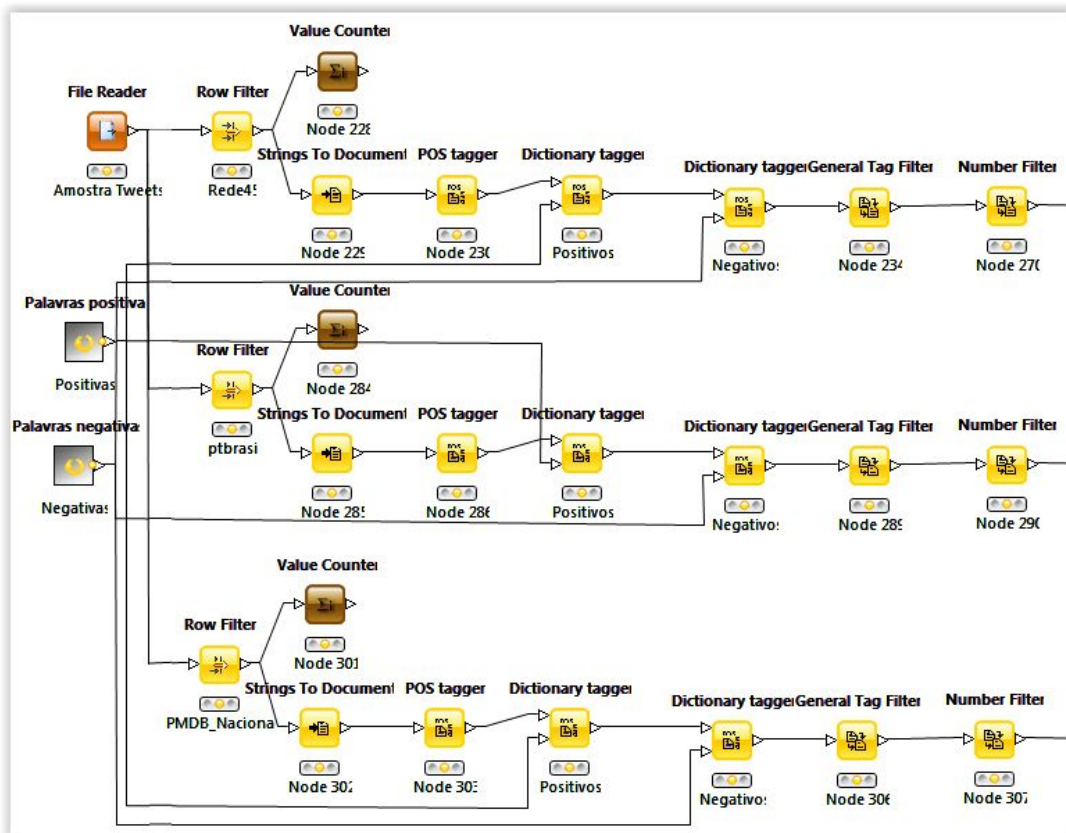 Value Counter
File Reader
Row Filter
Node 228
Strings To Document
POS tagger
Dictionary tagger
Dictionary tagger
General Tag Filter
Number Filter
Amostra Tweets
Rede45
Node 229
Node 230
Positivos
Negativos
Node 234
Node 270
Value Counter
Palavras positiva
Row Filter
Positivas
Node 284
Strings To Document
POS tagger
Dictionary tagger
Palavras negativa
Dictionary tagger
General Tag Filter
Number Filter
ptbrasi
Negativas
Node 285
Node 286
Positivos
Negativos
Node 289
Node 290
Value Counter
Row Filter
Node 301
Strings To Document
POS tagger
Dictionary tagger
Dictionary tagger
General Tag Filter
Number Filter
PMDB_Naciona
Node 302
Node 303
Positivos
Negativos
Node 306
Node 307